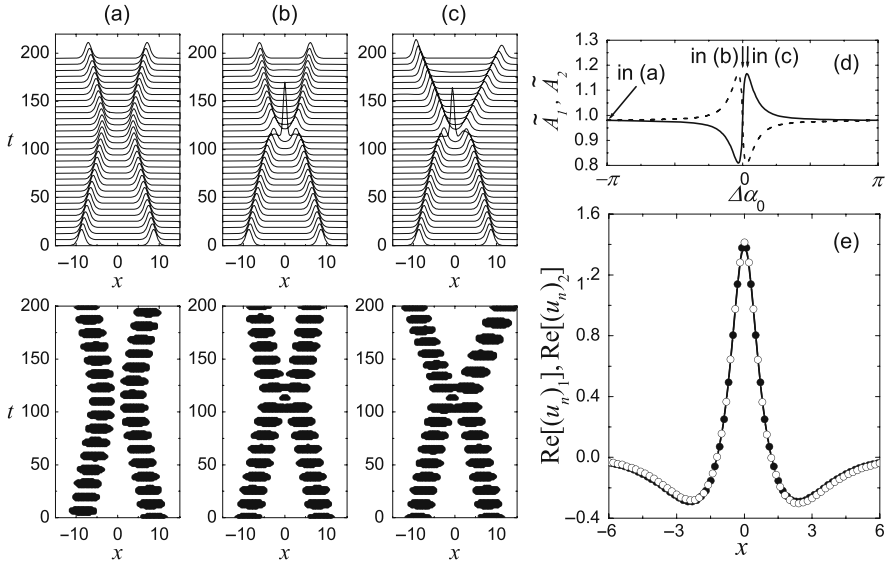 (a)
(b)
(c)
200
150
100
50
0
t
−10 0 10
x
−10 0 10
x
−10 0 10
x
200
150
100
50
0
t
−10 0 10
x
−10 0 10
x
−10 0 10
x
1.3
1.2
1.1
1.0
0.9
0.8
Ã₁, Ã₂
in (a)
in (b)
in (c)
(d)
−π 0 π
Δα₀
1.6
1.2
0.8
0.4
0.0
−0.4
Re[(uₙ)₁], Re[(uₙ)₂]
(e)
−6 −3 0 3 6
x